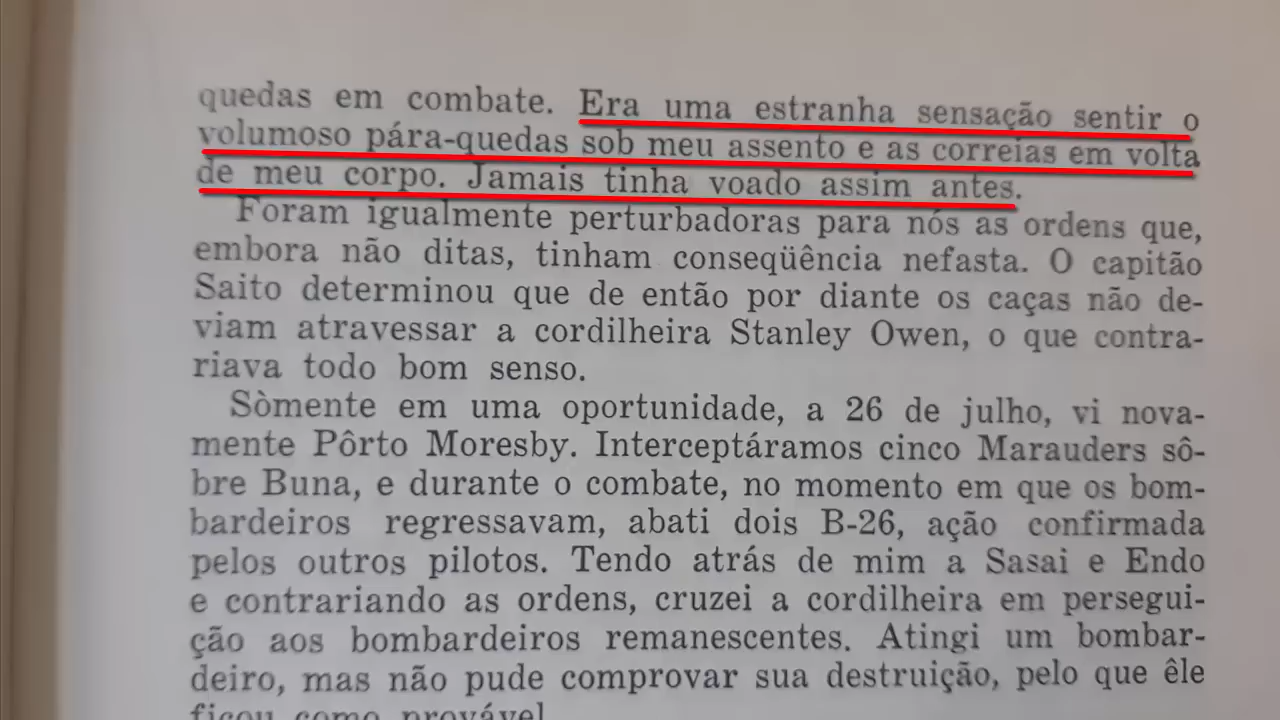 quedas em combate. Era uma estranha sensação sentir o
volumoso pára-quedas sob meu assento e as correias em volta
de meu corpo. Jamais tinha voado assim antes.
Foram igualmente perturbadoras para nós as ordens que,
embora não ditas, tinham conseqüência nefasta. O capitão
Saito determinou que de então por diante os caças não de-
viam atravessar a cordilheira Stanley Owen, o que contra-
riava todo bom senso.
Sòmente em uma oportunidade, a 26 de julho, vi nova-
mente Pôrto Moresby. Interceptáramos cinco Marauders sô-
bre Buna, e durante o combate, no momento em que os bom-
bardeiros regressavam, abati dois B-26, ação confirmada
pelos outros pilotos. Tendo atrás de mim a Sasai e Endo
e contrariando as ordens, cruzei a cordilheira em persegui-
ção aos bombardeiros remanescentes. Atingi um bombar-
deiro, mas não pude comprovar sua destruição, pelo que êle
ficou como provável